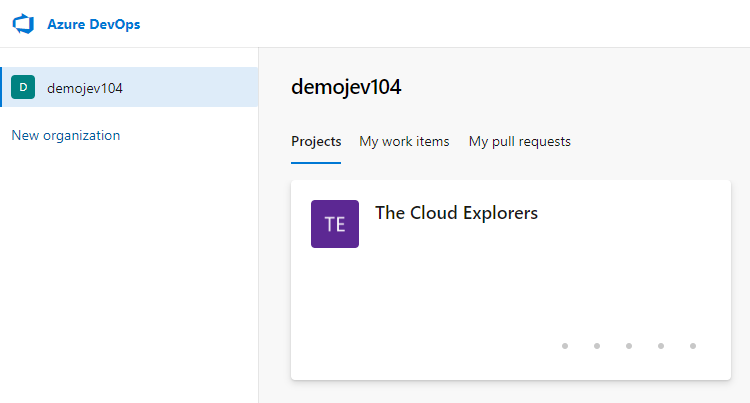 Azure DevOps
D
demojev104
New organization
demojev104
Projects My work items My pull requests
TE
The Cloud Explorers